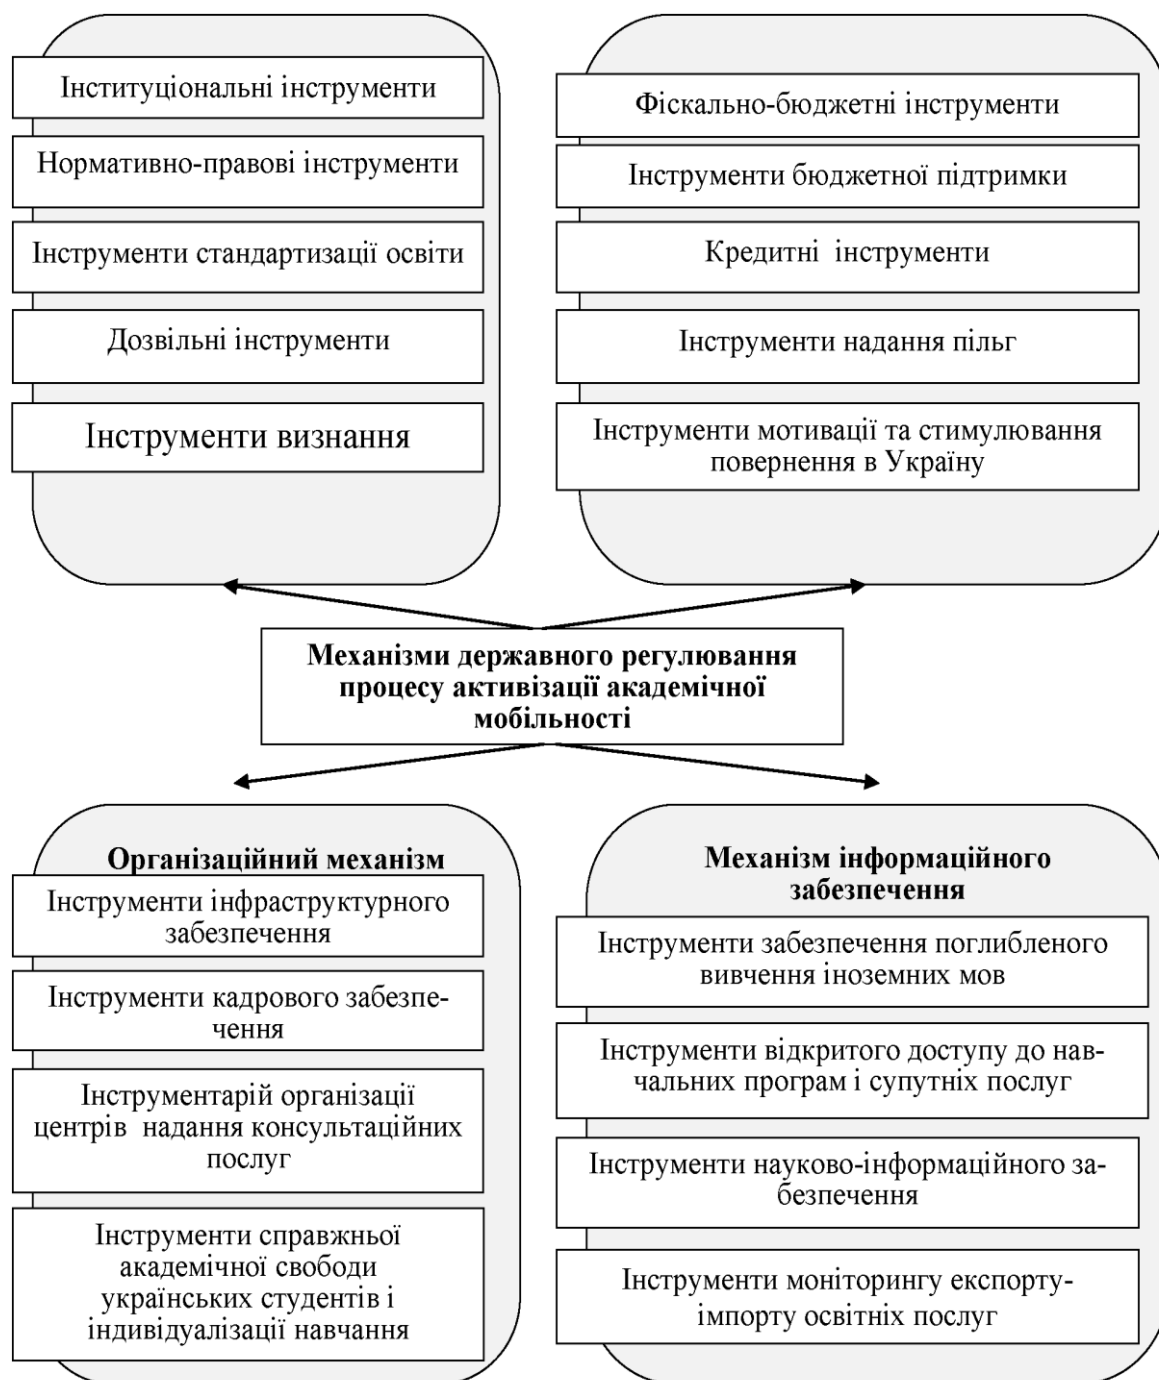 Інституціональні інструменти
Нормативно-правові інструменти
Інструменти стандартизації освіти
Дозвільні інструменти
Інструменти визнання
Фіскально-бюджетні інструменти
Інструменти бюджетної підтримки
Кредитні інструменти
Інструменти надання пільг
Інструменти мотивації та стимулювання
повернення в Україну
Механізми державного регулювання
процесу активізації академічної
мобільності
Організаційний механізм
Інструменти інфраструктурного
забезпечення
Інструменти кадрового забезпе-
чення
Інструментарій організації
центрів надання консультаційних
послуг
Інструменти справжньої
академічної свободи
українських студентів і
індивідуалізації навчання
Механізм інформаційного
забезпечення
Інструменти забезпечення поглибленого
вивчення іноземних мов
Інструменти відкритого доступу до нав-
чальних програм і супутніх послуг
Інструменти науково-інформаційного за-
безпечення
Інструменти моніторингу експорту-
імпорту освітніх послуг